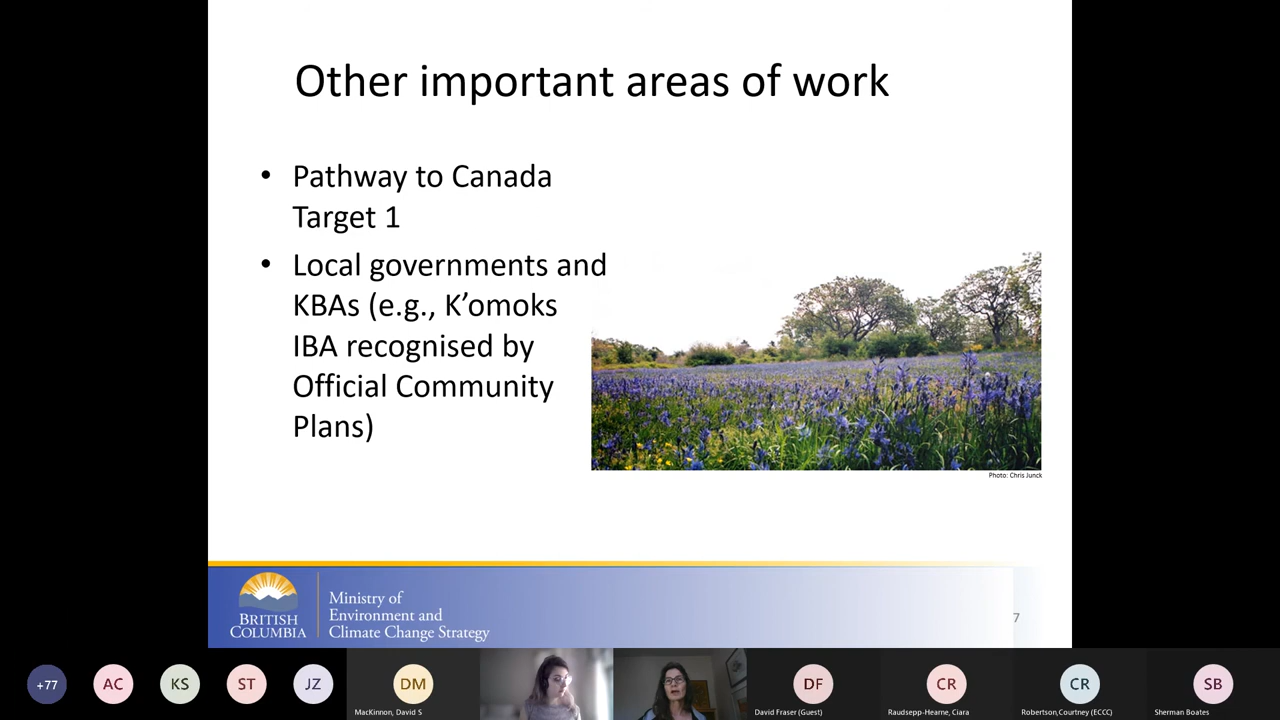 Other important areas of work
• Pathway to Canada
Target 1
• Local governments and
KBAs (e.g., K’omoks
IBA recognised by
Official Community
Plans)
Photo: Chris Junck
BRITISH
COLUMBIA
Ministry of
Environment and
Climate Change Strategy
7
+77
AC
KS
ST
JZ
DM
MacKinnon, David S
DF
David Fraser (Guest)
CR
Raudsepp-Hearne, Ciara
CR
Robertson,Courtney (ECCC)
SB
Sherman Boates